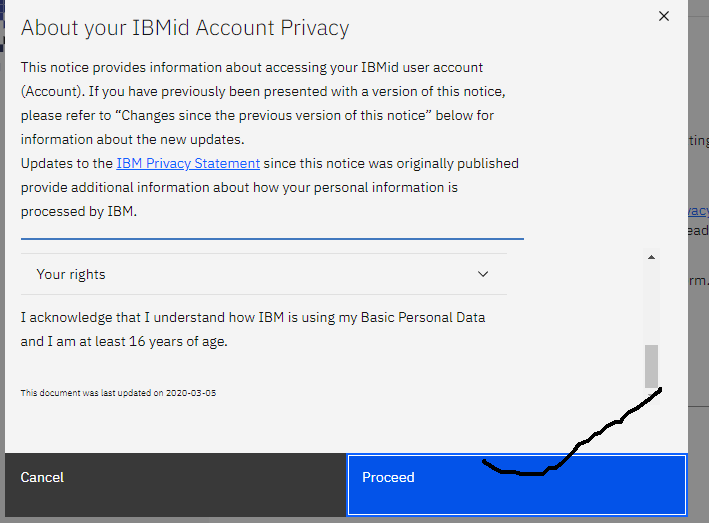 About your IBMid Account Privacy
This notice provides information about accessing your IBMid user account
(Account). If you have previously been presented with a version of this notice,
please refer to “Changes since the previous version of this notice” below for
information about the new updates.
Updates to the IBM Privacy Statement since this notice was originally published
provide additional information about how your personal information is
processed by IBM.
Your rights
I acknowledge that I understand how IBM is using my Basic Personal Data
and I am at least 16 years of age.
This document was last updated on 2020-03-05
Cancel
Proceed